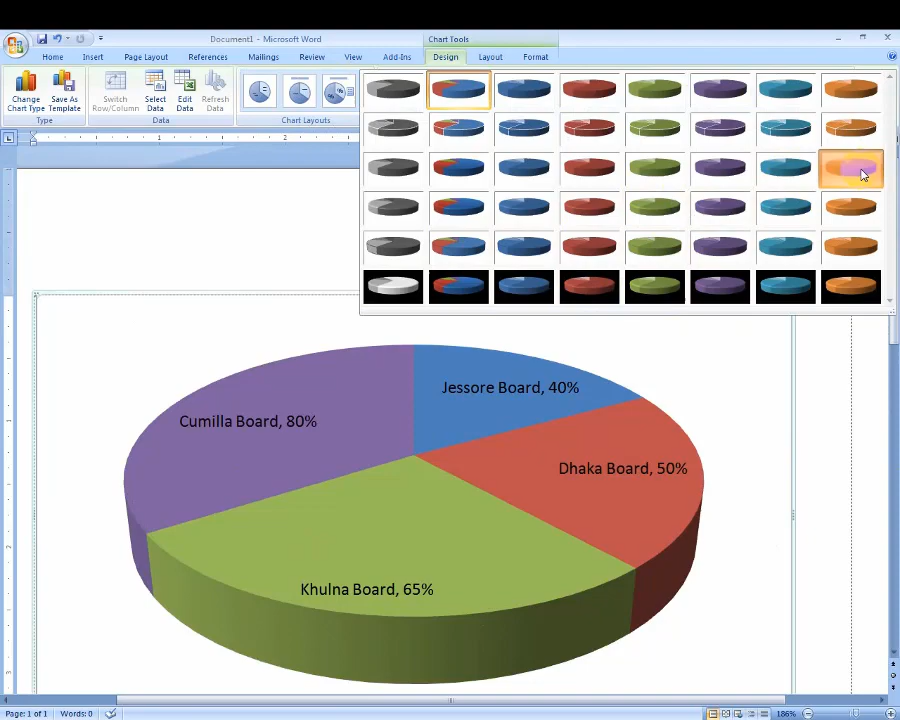 Document1 - Microsoft Word
Chart Tools
Home Insert Page Layout References Mailings Review View Add-Ins Design Layout Format
Change Chart Type
Save As Template
Switch Row/Column
Select Data
Edit Data
Refresh Data
Type Data Chart Layouts
1 2
Jessore Board, 40%
Cumilla Board, 80%
Dhaka Board, 50%
Khulna Board, 65%
Page: 1 of 1 Words: 0 186%